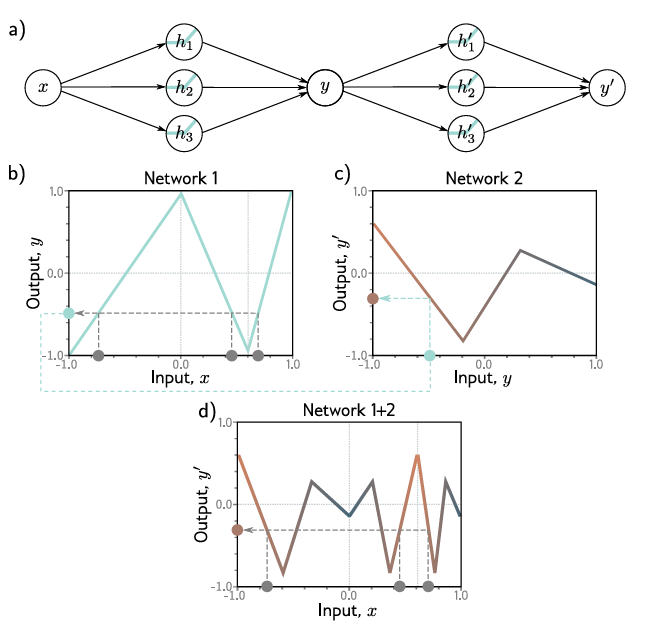 a)
x h₁ h₂ h₃ y h′₁ h′₂ h′₃ y′
b) Network 1
1.0
0.0
-1.0
Output, y
-1.0 0.0 1.0
Input, x
c) Network 2
1.0
0.0
-1.0
Output, y′
-1.0 0.0 1.0
Input, y
d) Network 1+2
1.0
0.0
-1.0
Output, y′
-1.0 0.0 1.0
Input, x